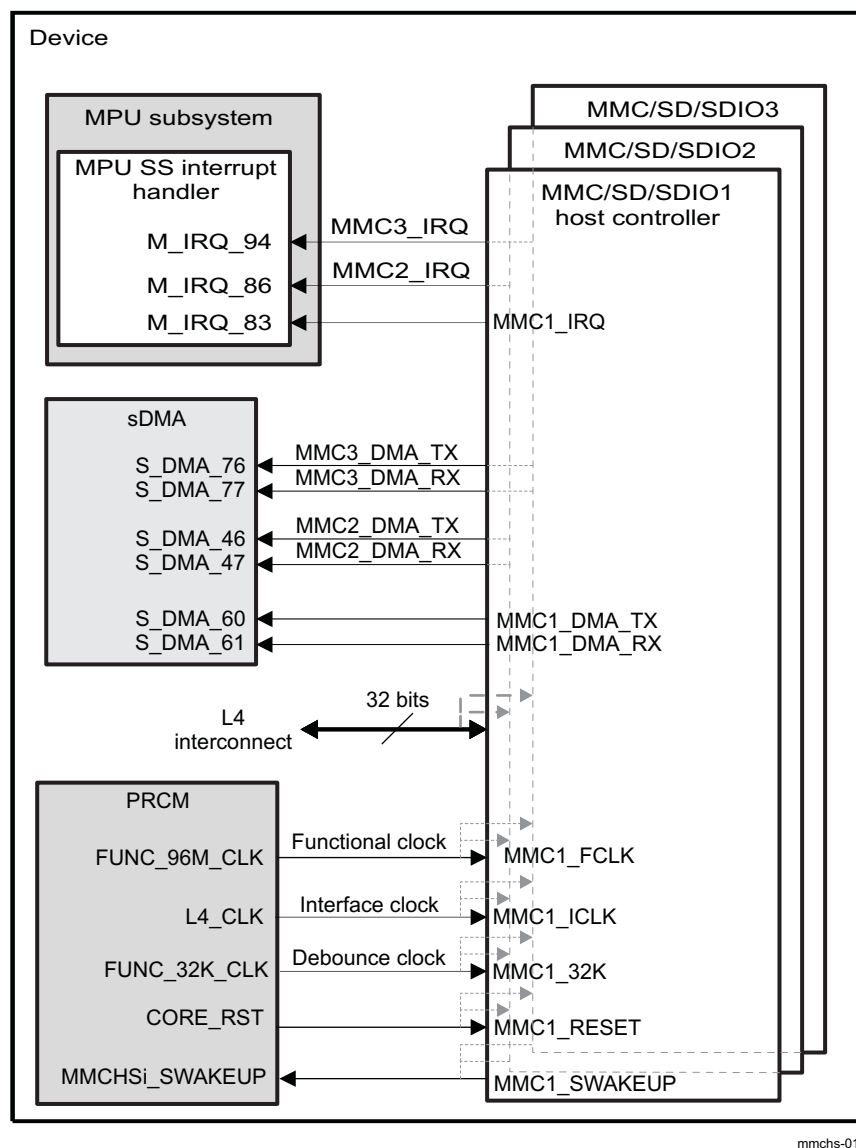 Device
MMC/SD/SDIO3
MMC/SD/SDIO2
MMC/SD/SDIO1
host controller
MPU subsystem
MPU SS interrupt
handler
M_IRQ_94
MMC3_IRQ
M_IRQ_86
MMC2_IRQ
M_IRQ_83
MMC1_IRQ
sDMA
S_DMA_76
MMC3_DMA_TX
S_DMA_77
MMC3_DMA_RX
S_DMA_46
MMC2_DMA_TX
S_DMA_47
MMC2_DMA_RX
S_DMA_60
MMC1_DMA_TX
S_DMA_61
MMC1_DMA_RX
32 bits
L4
interconnect
PRCM
FUNC_96M_CLK
Functional clock
MMC1_FCLK
L4_CLK
Interface clock
MMC1_ICLK
FUNC_32K_CLK
Debounce clock
MMC1_32K
CORE_RST
MMC1_RESET
MMCHSi_SWAKEUP
MMC1_SWAKEUP